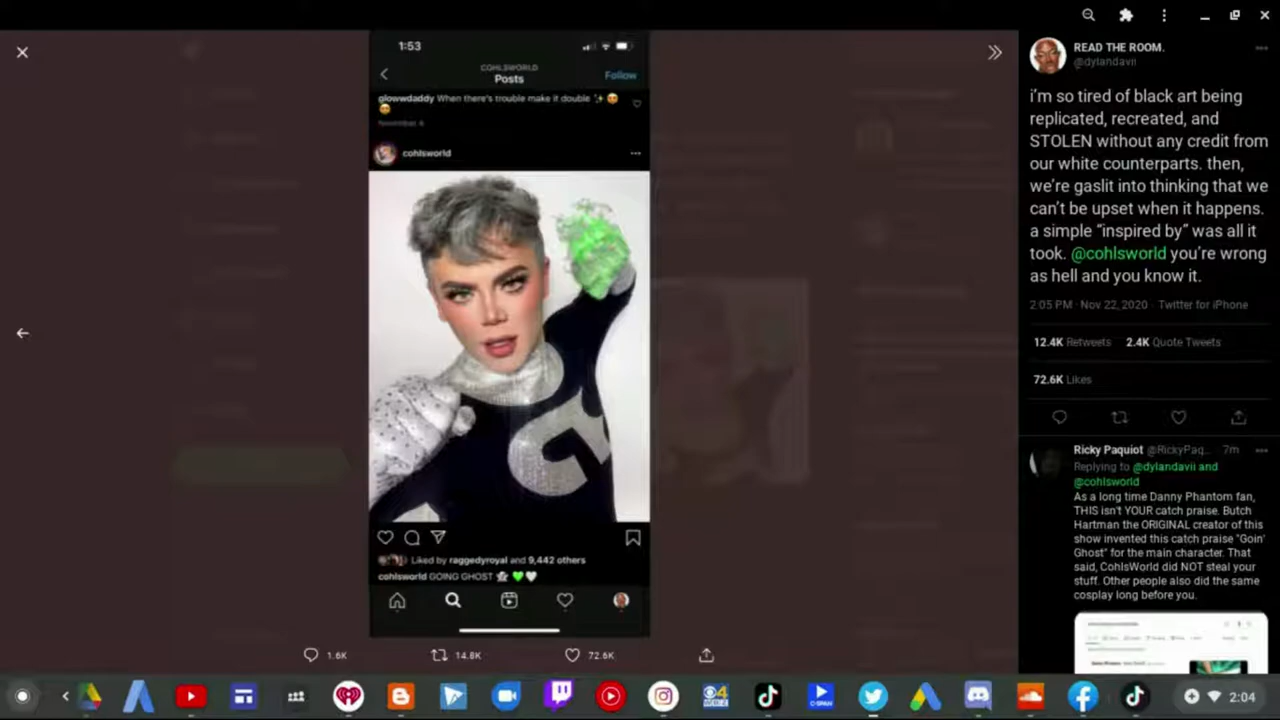 1:53
COHLSWORLD
Posts
Follow
glowwdaddy When there's trouble make it double
November 4
cohlsworld
Liked by raggedyroyal and 9,442 others
cohlsworld GOING GHOST
1.6K
14.8K
72.6K
READ THE ROOM.
@dylandavii
i'm so tired of black art being
replicated, recreated, and
STOLEN without any credit from
our white counterparts. then,
we're gaslit into thinking that we
can't be upset when it happens.
a simple "inspired by" was all it
took. @cohlsworld you're wrong
as hell and you know it.
2:05 PM · Nov 22, 2020 · Twitter for iPhone
12.4K Retweets 2.4K Quote Tweets
72.6K Likes
Ricky Paquiot @RickyPaq... 7m
Replying to @dylandavii and
@cohlsworld
As a long time Danny Phantom fan,
THIS isn't YOUR catch praise. Butch
Hartman the ORIGINAL creator of this
show invented this catch praise "Goin'
Ghost" for the main character. That
said, CohlsWorld did NOT steal your
stuff. Other people also did the same
cosplay long before you.
2:04